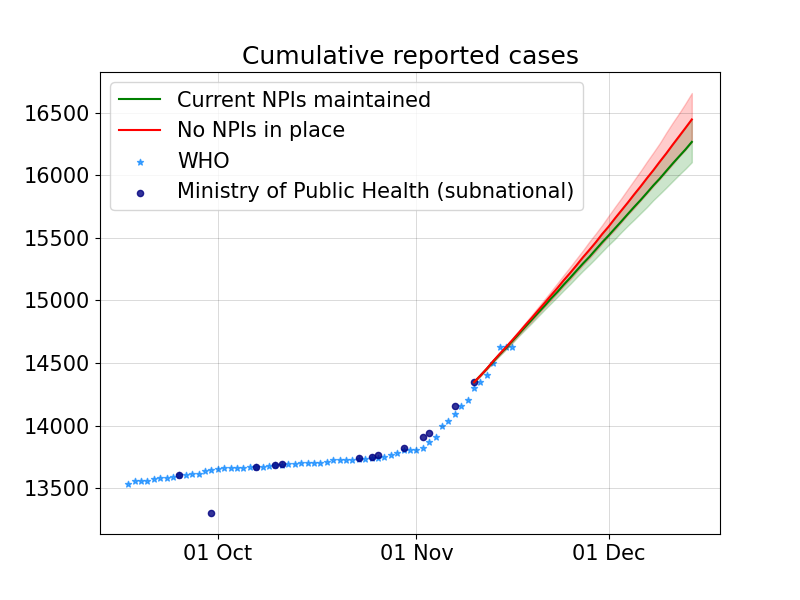 Cumulative reported cases
Current NPIs maintained
No NPIs in place
WHO
Ministry of Public Health (subnational)
16500
16000
15500
15000
14500
14000
13500
01 Oct
01 Nov
01 Dec